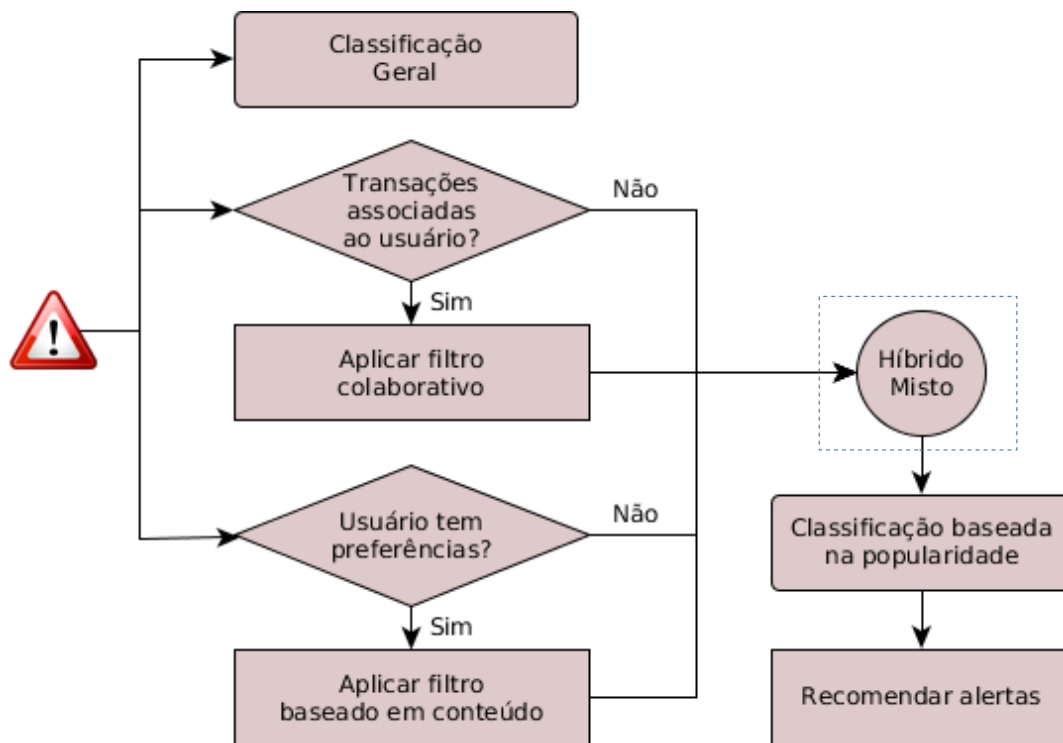 Classificação
Geral
Transações
associadas
ao usuário?
Não
Sim
Aplicar filtro
colaborativo
Híbrido
Misto
Usuário tem
preferências?
Não
Sim
Aplicar filtro
baseado em conteúdo
Classificação baseada
na popularidade
Recomendar alertas